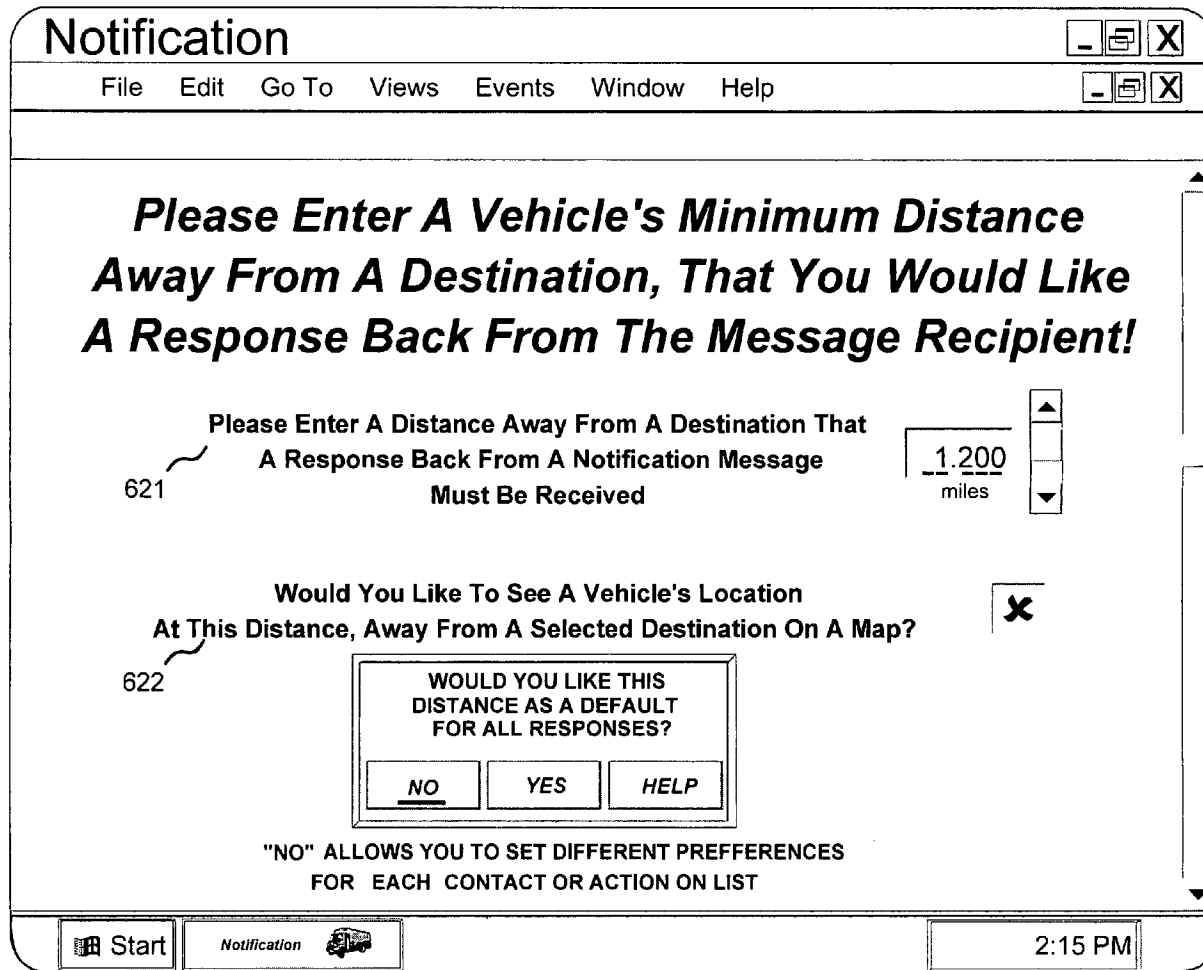 Notification
File Edit Go To Views Events Window Help
Please Enter A Vehicle's Minimum Distance
Away From A Destination, That You Would Like
A Response Back From The Message Recipient!
Please Enter A Distance Away From A Destination That
A Response Back From A Notification Message
Must Be Received
621
1.200
miles
Would You Like To See A Vehicle's Location
At This Distance, Away From A Selected Destination On A Map?
622
WOULD YOU LIKE THIS
DISTANCE AS A DEFAULT
FOR ALL RESPONSES?
NO YES HELP
"NO" ALLOWS YOU TO SET DIFFERENT PREFFERENCES
FOR EACH CONTACT OR ACTION ON LIST
Start Notification 2:15 PM